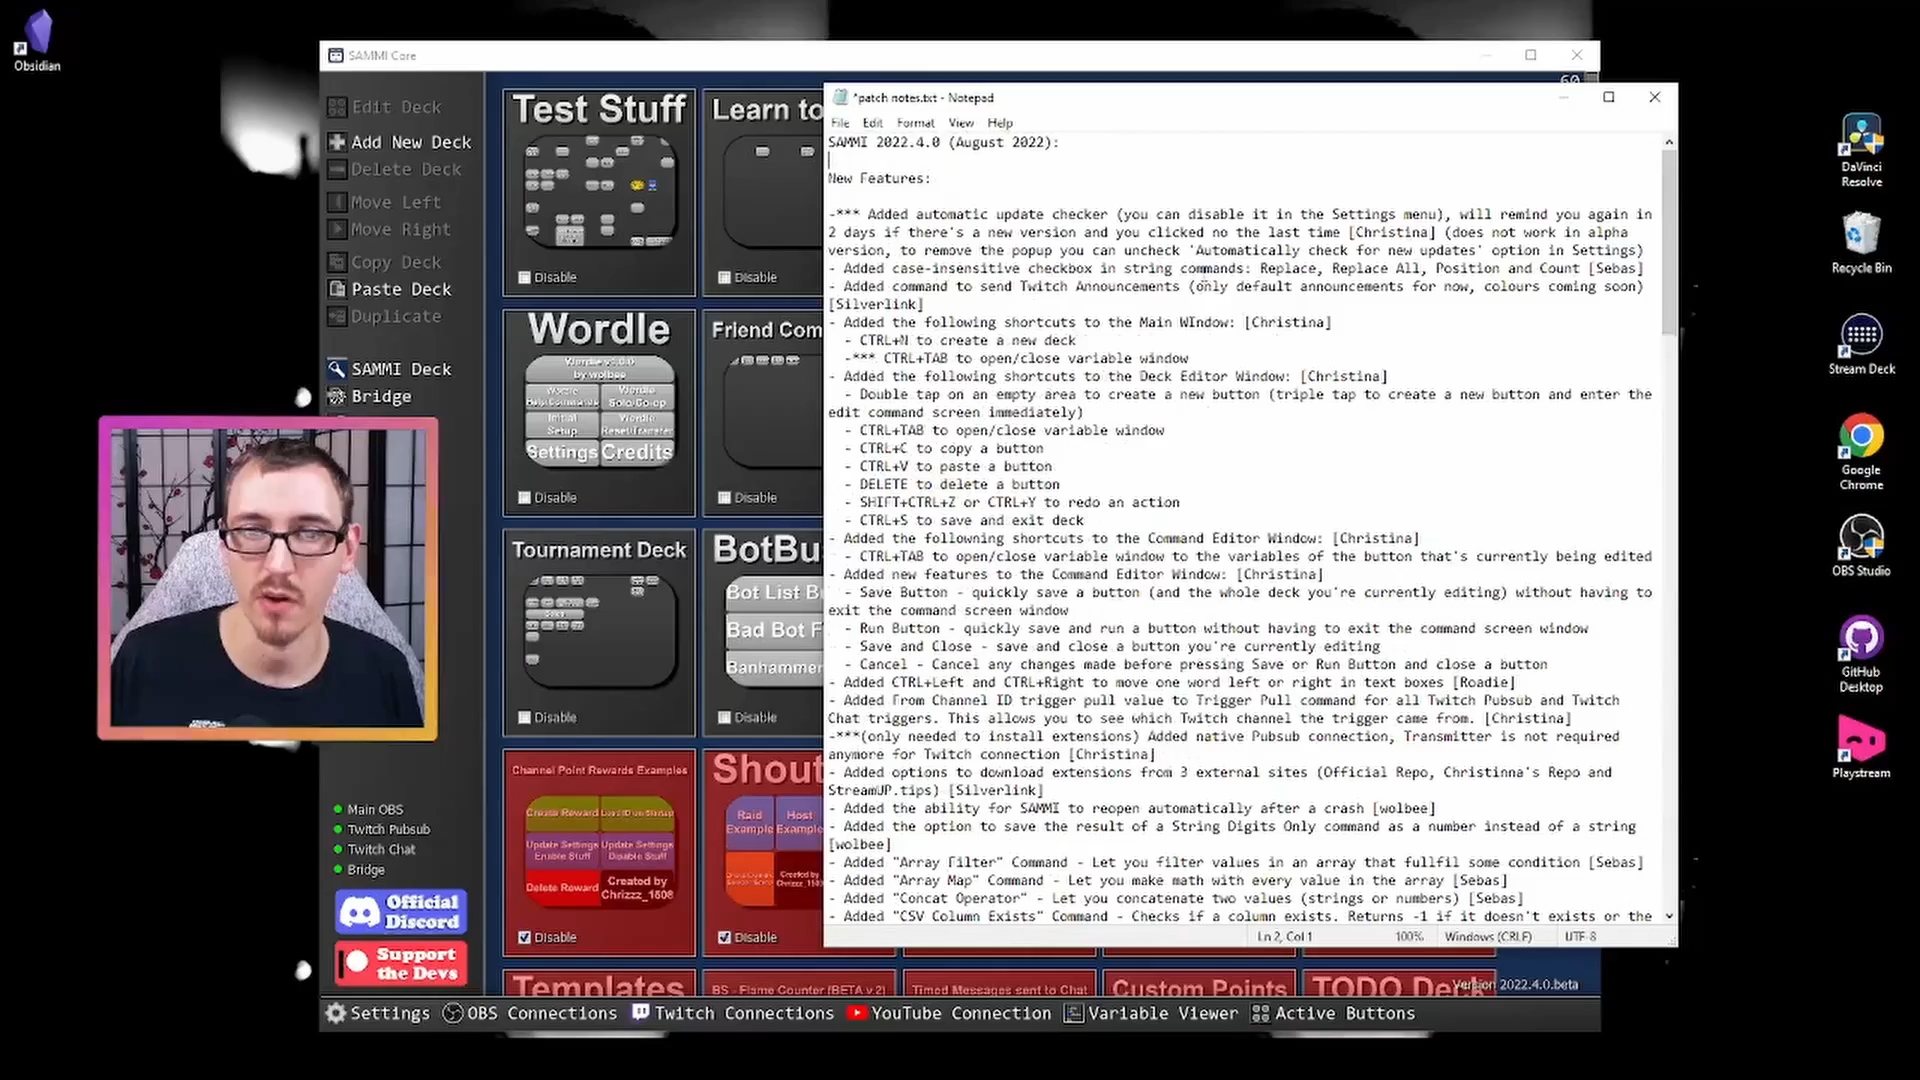 Obsidian
SAMMI Core
Edit Deck
Add New Deck
Delete Deck
Move Left
Move Right
Copy Deck
Paste Deck
Duplicate
SAMMI Deck
Bridge
Main OBS
Twitch Pubsub
Twitch Chat
Bridge
Official
Discord
Support
the Devs
60
Test Stuff
Disable
Learn to
Disable
Wordle
Wordle v1.0.0
by wolbee
Wordle
Help Commands
Wordle
Solo/Co-op
Initial
Setup
Wordle
Reset/Transfer
Settings
Credits
Disable
Friend Com
Disable
Tournament Deck
Disable
BotBu
Bot List B
Bad Bot F
Banhammer
Disable
Channel Point Rewards Examples
Create Reward
Load ID on Startup
Update Settings
Enable Stuff
Update Settings
Disable Stuff
Delete Reward
Created by
Chrizzz_1508
Disable
Shout
Raid
Example
Host
Example
Disable
Templates
BS - Flame Counter (BETA v.2)
Timed Messages sent to Chat
Custom Points
TODO Deck
Version 2022.4.0.beta
Settings
OBS Connections
Twitch Connections
YouTube Connection
Variable Viewer
Active Buttons
*patch notes.txt - Notepad
File Edit Format View Help
SAMMI 2022.4.0 (August 2022):
New Features:
-*** Added automatic update checker (you can disable it in the Settings menu), will remind you again in
2 days if there's a new version and you clicked no the last time [Christina] (does not work in alpha
version, to remove the popup you can uncheck 'Automatically check for new updates' option in Settings)
- Added case-insensitive checkbox in string commands: Replace, Replace All, Position and Count [Sebas]
- Added command to send Twitch Announcements (only default announcements for now, colours coming soon)
[Silverlink]
- Added the following shortcuts to the Main WIndow: [Christina]
- CTRL+N to create a new deck
-*** CTRL+TAB to open/close variable window
- Added the following shortcuts to the Deck Editor Window: [Christina]
- Double tap on an empty area to create a new button (triple tap to create a new button and enter the
edit command screen immediately)
- CTRL+TAB to open/close variable window
- CTRL+C to copy a button
- CTRL+V to paste a button
- DELETE to delete a button
- SHIFT+CTRL+Z or CTRL+Y to redo an action
- CTRL+S to save and exit deck
- Added the followning shortcuts to the Command Editor Window: [Christina]
- CTRL+TAB to open/close variable window to the variables of the button that's currently being edited
- Added new features to the Command Editor Window: [Christina]
- Save Button - quickly save a button (and the whole deck you're currently editing) without having to
exit the command screen window
- Run Button - quickly save and run a button without having to exit the command screen window
- Save and Close - save and close a button you're currently editing
- Cancel - Cancel any changes made before pressing Save or Run Button and close a button
- Added CTRL+Left and CTRL+Right to move one word left or right in text boxes [Roadie]
- Added From Channel ID trigger pull value to Trigger Pull command for all Twitch Pubsub and Twitch
Chat triggers. This allows you to see which Twitch channel the trigger came from. [Christina]
-***(only needed to install extensions) Added native Pubsub connection, Transmitter is not required
anymore for Twitch connection [Christina]
- Added options to download extensions from 3 external sites (Official Repo, Christinna's Repo and
StreamUP.tips) [Silverlink]
- Added the ability for SAMMI to reopen automatically after a crash [wolbee]
- Added the option to save the result of a String Digits Only command as a number instead of a string
[wolbee]
- Added "Array Filter" Command - Let you filter values in an array that fullfil some condition [Sebas]
- Added "Array Map" Command - Let you make math with every value in the array [Sebas]
- Added "Concat Operator" - Let you concatenate two values (strings or numbers) [Sebas]
- Added "CSV Column Exists" Command - Checks if a column exists. Returns -1 if it doesn't exists or the
Ln 2, Col 1
100%
Windows (CRLF)
UTF-8
DaVinci
Resolve
Recycle Bin
Stream Deck
Google
Chrome
OBS Studio
GitHub
Desktop
Playstream